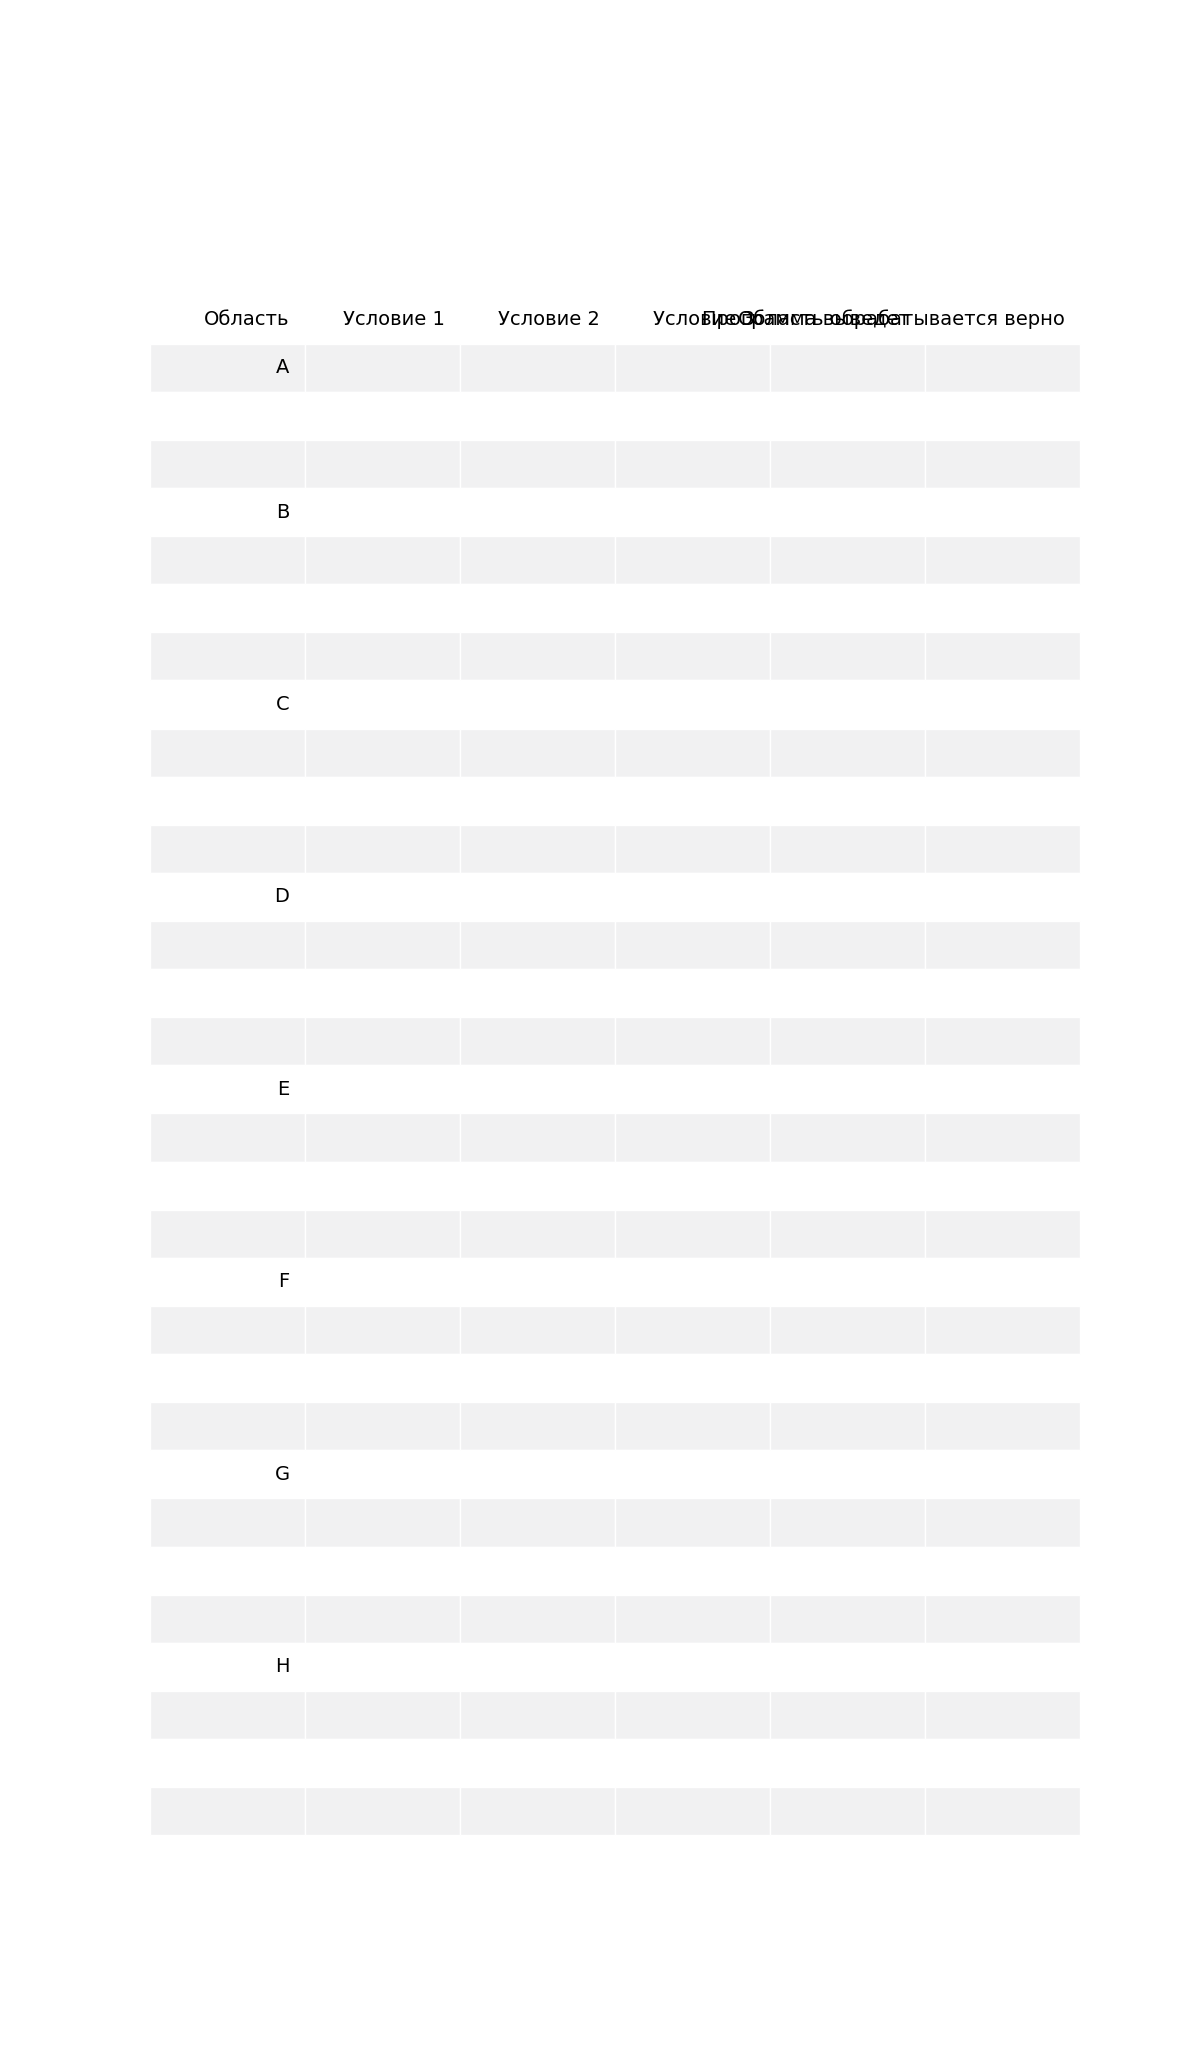 Область Условие 1 Условие 2 Условие 3 Программа выведет Область обрабатывается верно
A
B
C
D
E
F
G
H